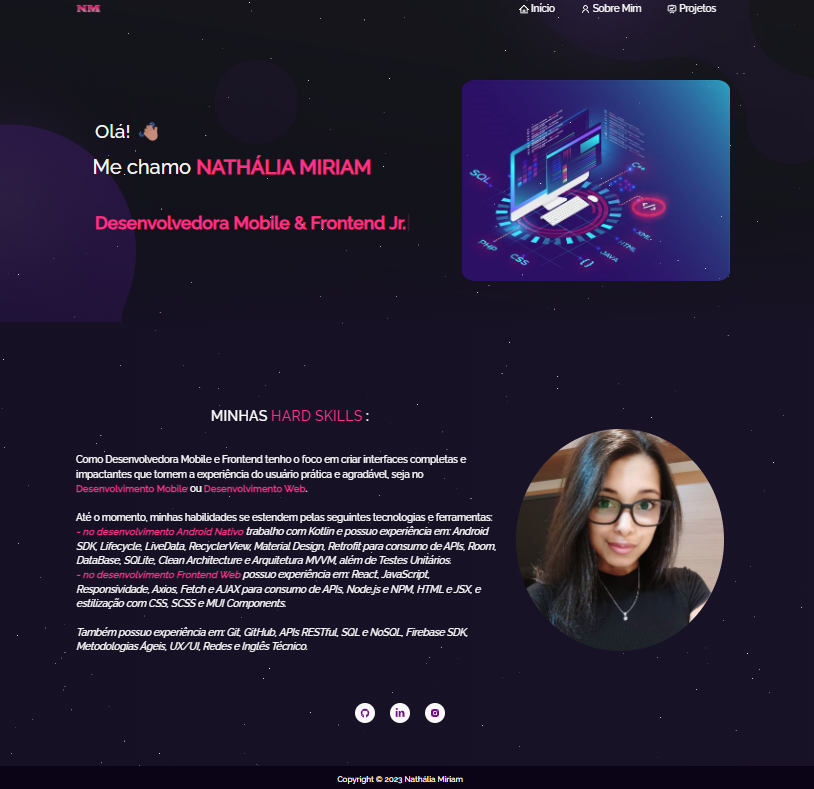 NM
Início
Sobre Mim
Projetos
Olá!
Me chamo NATHÁLIA MIRIAM
Desenvolvedora Mobile & Frontend Jr.
SQL
C++
</>
XML
HTML
JAVA
{}
CSS
PHP
MINHAS HARD SKILLS :
Como Desenvolvedora Mobile e Frontend tenho o foco em criar interfaces completas e
impactantes que tornem a experiência do usuário prática e agradável, seja no
Desenvolvimento Mobile ou Desenvolvimento Web.
Até o momento, minhas habilidades se estendem pelas seguintes tecnologias e ferramentas:
- no desenvolvimento Android Nativo trabalho com Kotlin e possuo experiência em: Android
SDK, Lifecycle, LiveData, RecyclerView, Material Design, Retrofit para consumo de APIs, Room,
DataBase, SQLite, Clean Architecture e Arquitetura MVVM, além de Testes Unitários.
- no desenvolvimento Frontend Web possuo experiência em: React, JavaScript,
Responsividade, Axios, Fetch e AJAX para consumo de APIs, Node.js e NPM, HTML e JSX, e
estilização com CSS, SCSS e MUI Components.
Também possuo experiência em: Git, GitHub, APIs RESTful, SQL e NoSQL, Firebase SDK,
Metodologias Ágeis, UX/UI, Redes e Inglês Técnico.
in
Copyright © 2023 Nathália Miriam